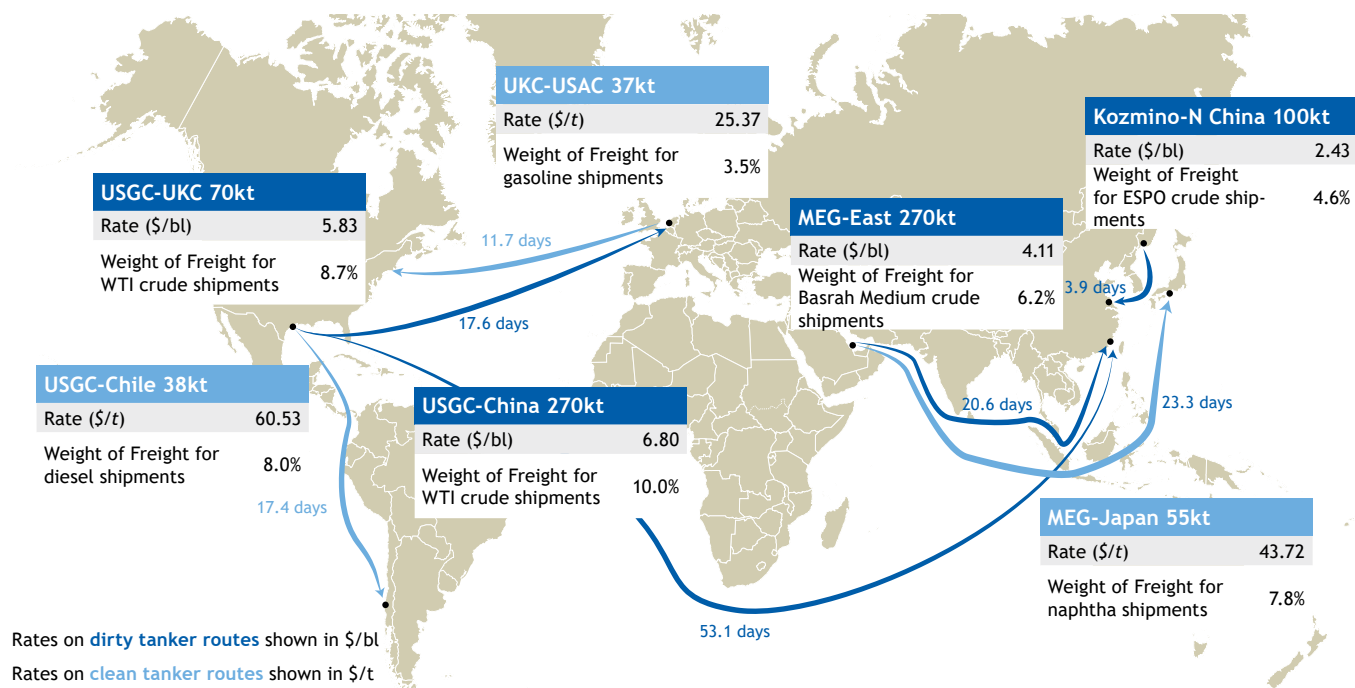 UKC-USAC 37kt
Rate ($/t) 25.37
Weight of Freight for
gasoline shipments
3.5%
Kozmino-N China 100kt
Rate ($/bl) 2.43
Weight of Freight
for ESPO crude ship-
ments
4.6%
USGC-UKC 70kt
Rate ($/bl) 5.83
Weight of Freight for
WTI crude shipments
8.7%
MEG-East 270kt
Rate ($/bl) 4.11
Weight of Freight for
Basrah Medium crude
shipments
6.2%
11.7 days
17.6 days
3.9 days
USGC-Chile 38kt
Rate ($/t) 60.53
Weight of Freight for
diesel shipments
8.0%
17.4 days
USGC-China 270kt
Rate ($/bl) 6.80
Weight of Freight for
WTI crude shipments
10.0%
20.6 days
23.3 days
MEG-Japan 55kt
Rate ($/t) 43.72
Weight of Freight for
naphtha shipments
7.8%
53.1 days
Rates on dirty tanker routes shown in $/bl
Rates on clean tanker routes shown in $/t